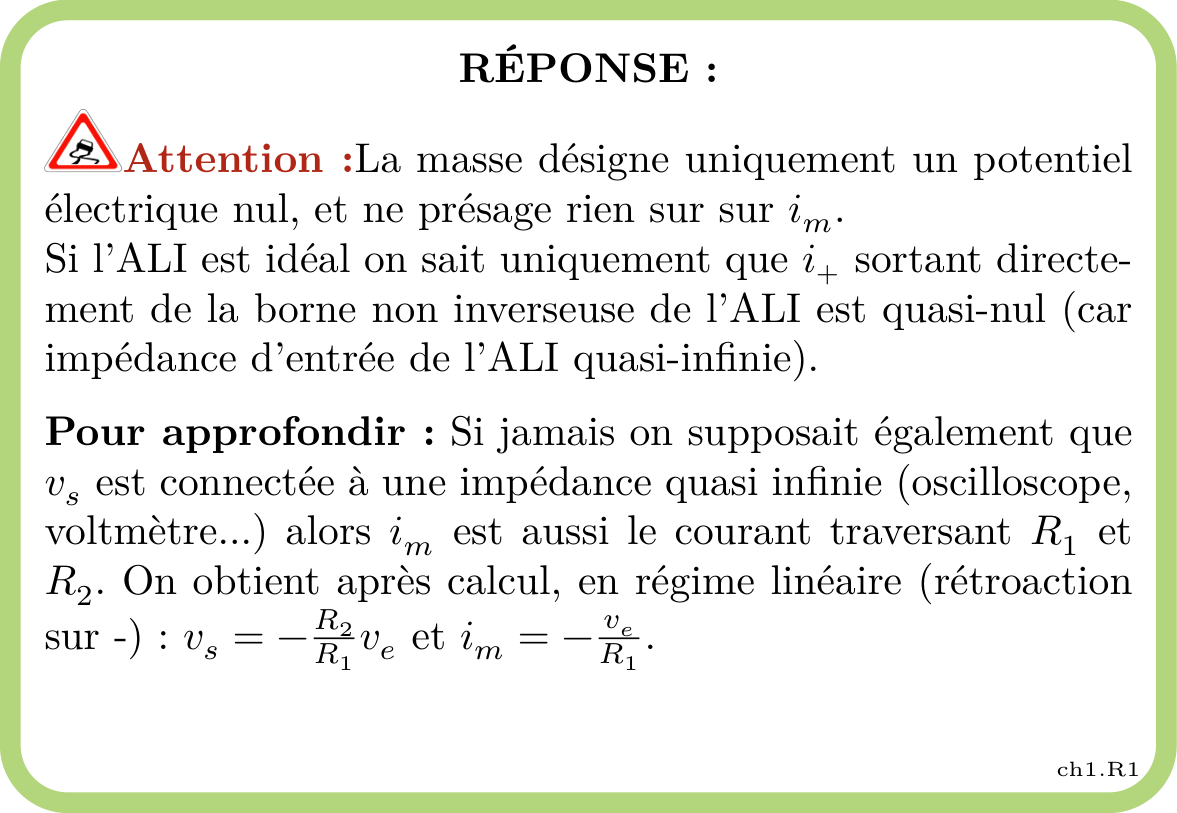 RÉPONSE :
Attention :La masse désigne uniquement un potentiel
électrique nul, et ne présage rien sur sur i_m.
Si l'ALI est idéal on sait uniquement que i_+ sortant directe-
ment de la borne non inverseuse de l'ALI est quasi-nul (car
impédance d'entrée de l'ALI quasi-infinie).
Pour approfondir : Si jamais on supposait également que
v_s est connectée à une impédance quasi infinie (oscilloscope,
voltmètre...) alors i_m est aussi le courant traversant R_1 et
R_2. On obtient après calcul, en régime linéaire (rétroaction
sur -) : v_s = -\frac{R_2}{R_1}v_e et i_m = -\frac{v_e}{R_1}.
ch1.R1